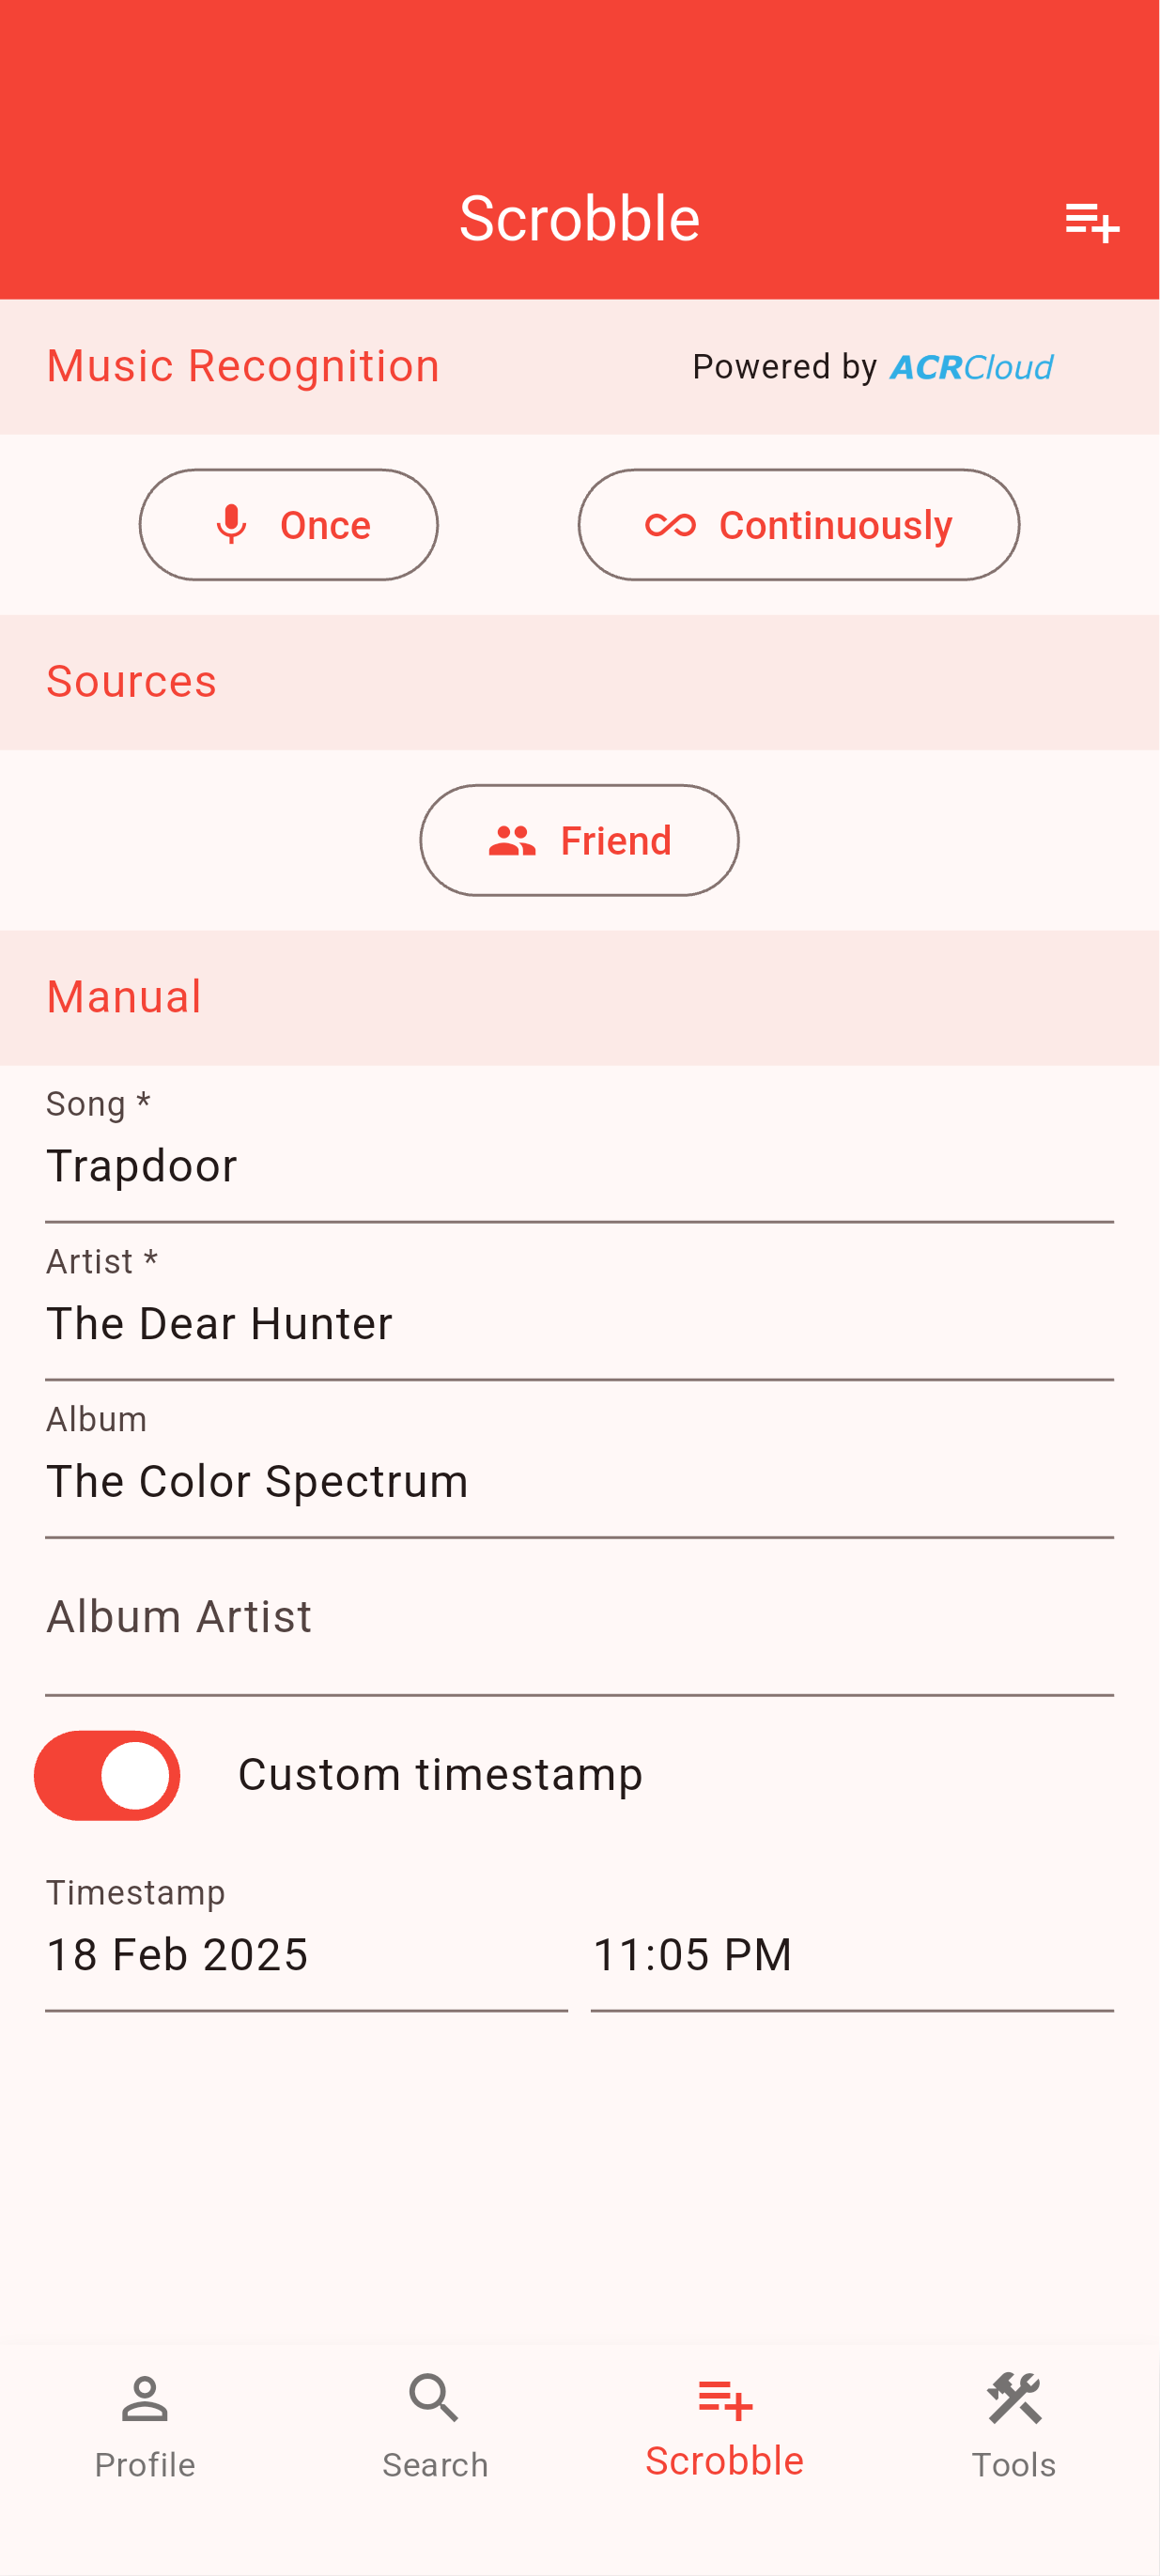 Scrobble
Music Recognition Powered by ACRCloud
Once Continuously
Sources
Friend
Manual
Song *
Trapdoor
Artist *
The Dear Hunter
Album
The Color Spectrum
Album Artist
Custom timestamp
Timestamp
18 Feb 2025 11:05 PM
Profile Search Scrobble Tools